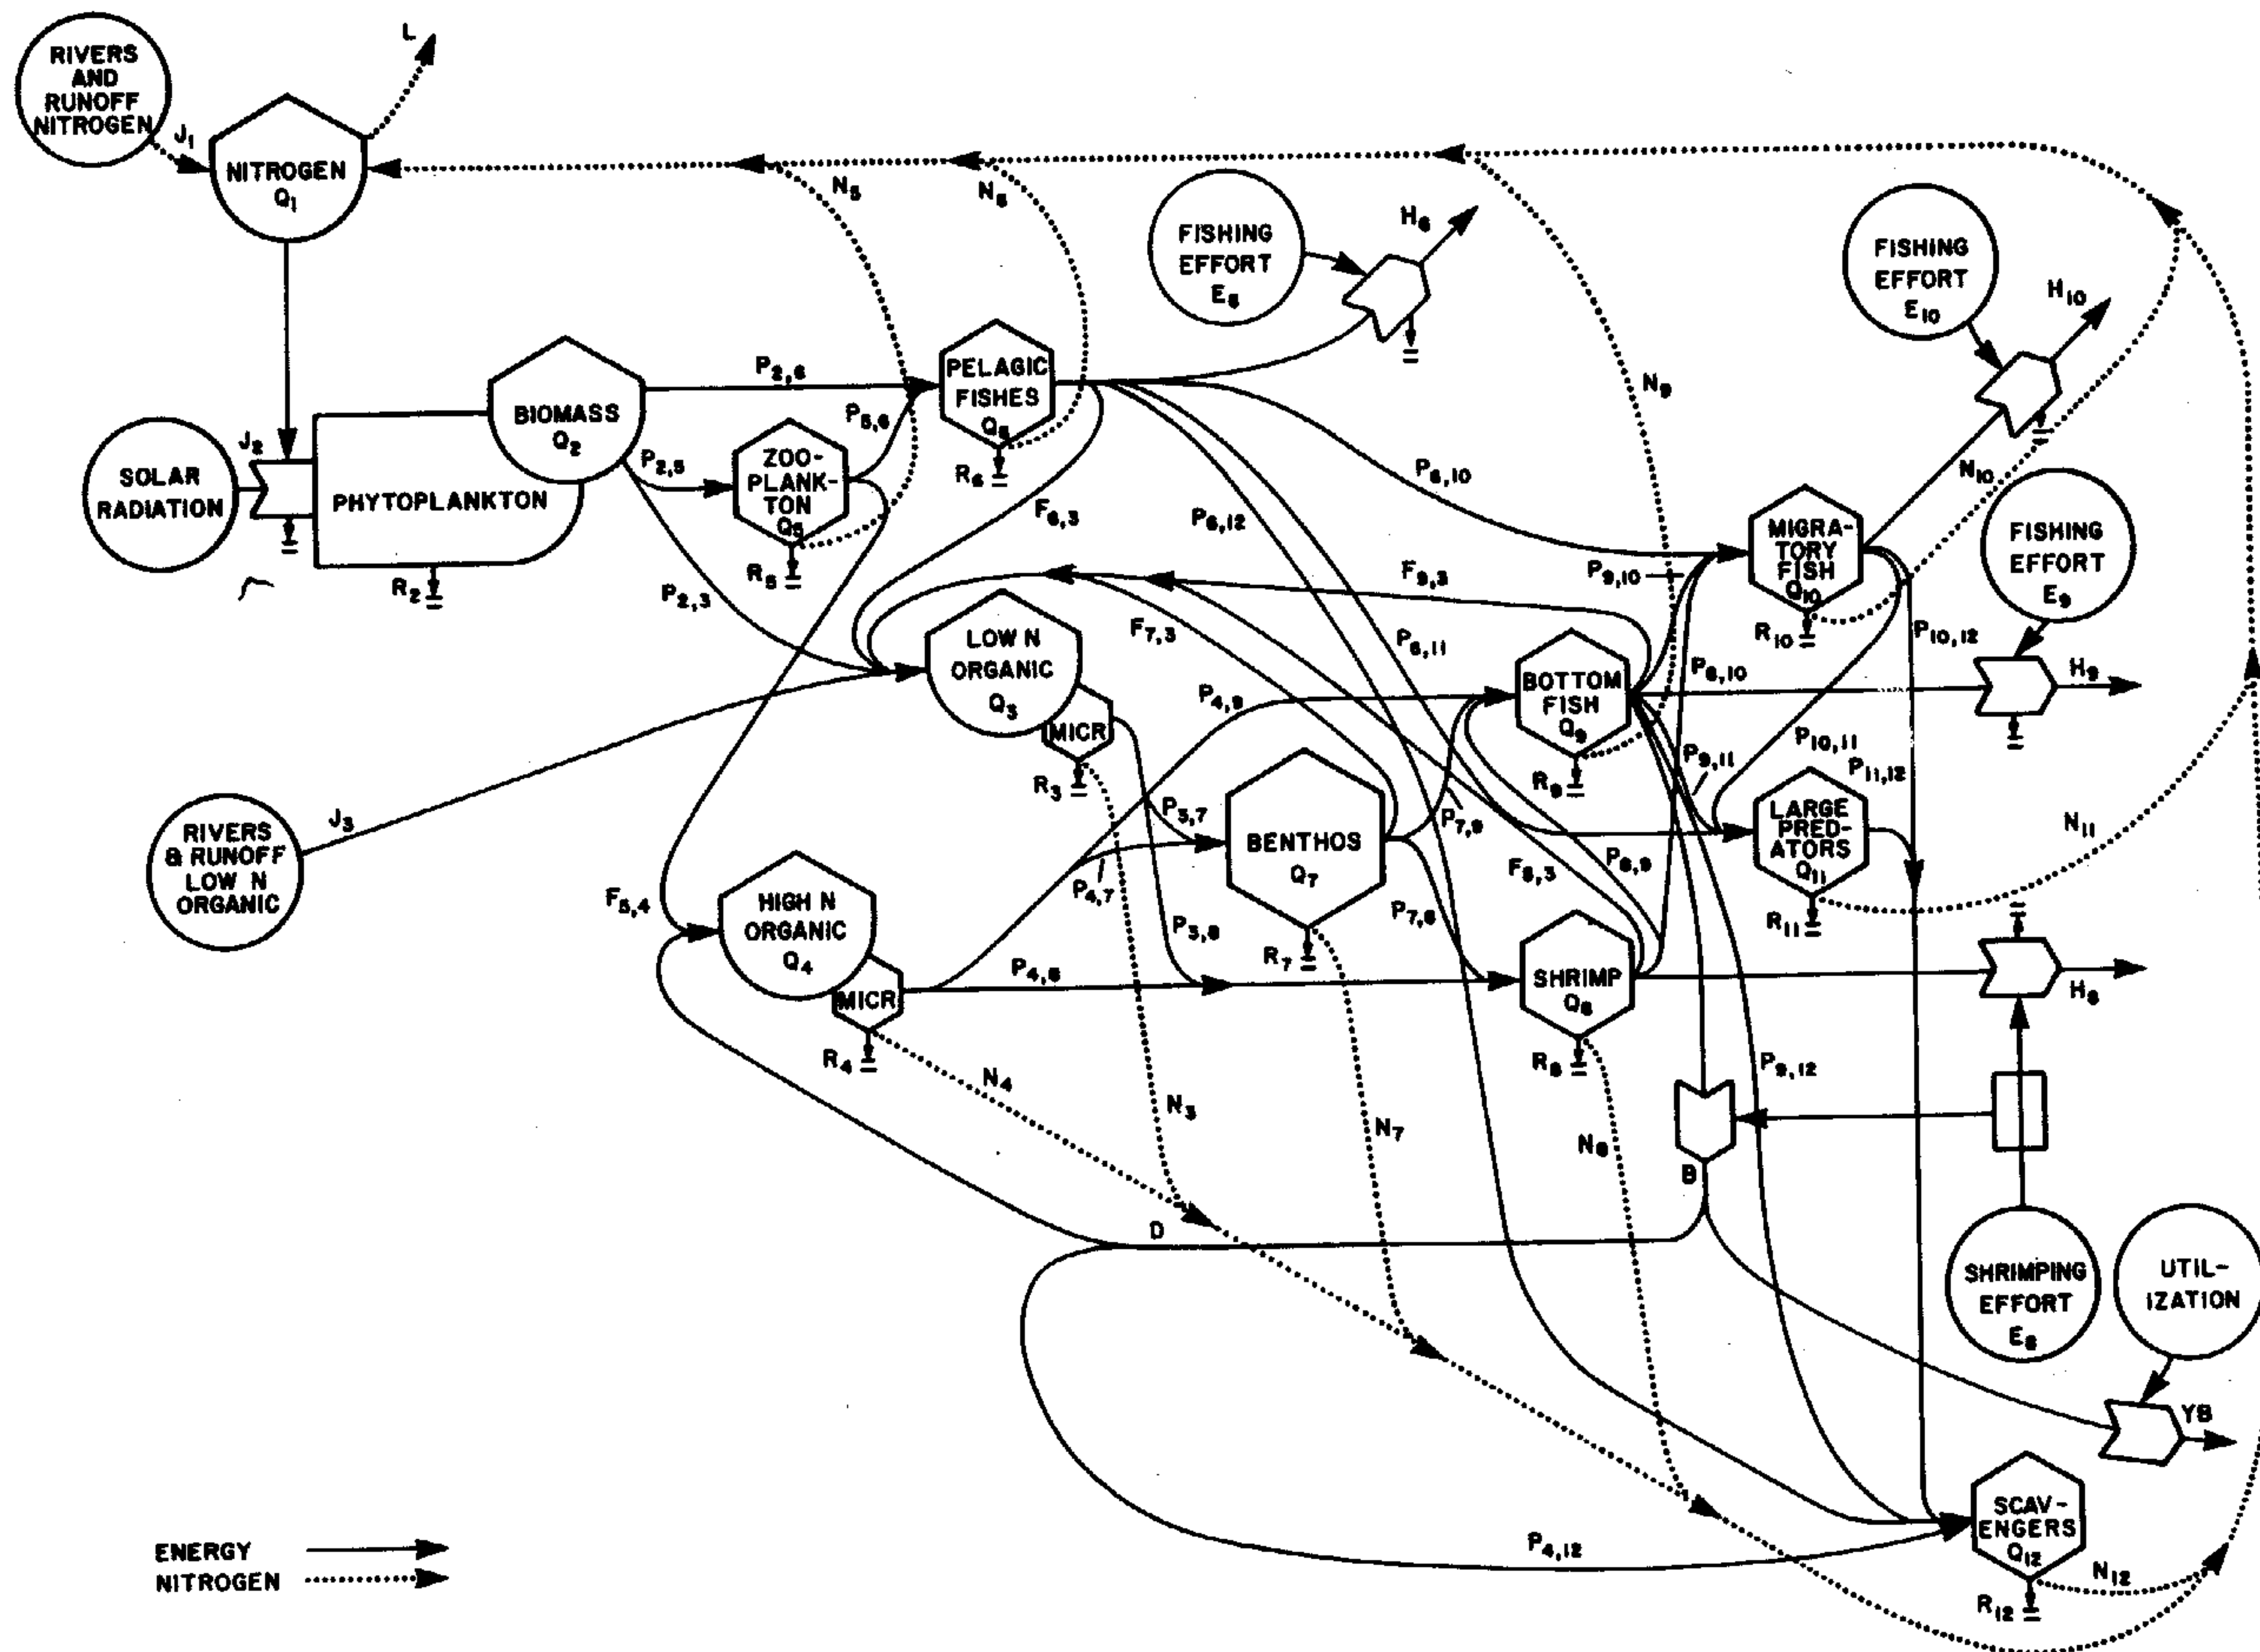 RIVERS
AND
RUNOFF
NITROGEN
J1
L
NITROGEN
Q1
N5
N6
FISHING
EFFORT
E6
H6
FISHING
EFFORT
E10
H10
N9
PELAGIC
FISHES
Q6
R6
P2,6
BIOMASS
Q2
P5,6
J2
SOLAR
RADIATION
PHYTOPLANKTON
R2
P2,5
ZOO-
PLANK-
TON
Q5
R5
P2,3
F6,3
P6,12
P6,10
MIGRA-
TORY
FISH
Q10
R10
N10
FISHING
EFFORT
E9
H9
P9,10
F9,3
P10,12
F7,3
P6,11
LOW N
ORGANIC
Q3
MICR
R3
P4,9
BOTTOM
FISH
Q9
R9
P8,10
P9,11
P10,11
P11,12
LARGE
PRED-
ATORS
Q11
R11
N11
J3
RIVERS
& RUNOFF
LOW N
ORGANIC
P3,7
BENTHOS
Q7
R7
P7,9
F8,3
P8,9
P4,7
P7,8
P3,8
F5,4
HIGH N
ORGANIC
Q4
MICR
R4
P4,8
SHRIMP
Q8
R8
H8
N4
N3
N7
N8
P9,12
B
D
SHRIMPING
EFFORT
E8
UTIL-
IZATION
YB
SCAV-
ENGERS
Q12
R12
N12
P4,12
ENERGY
NITROGEN